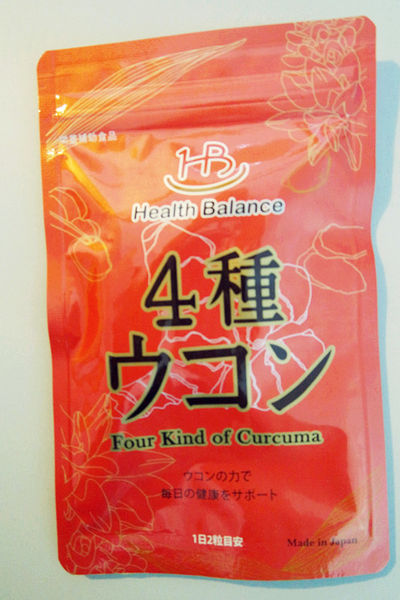 栄養補助食品
HB
Health Balance
4種
ウコン
Four Kind of Curcuma
ウコンの力で
毎日の健康をサポート
1日2粒目安
Made in Japan